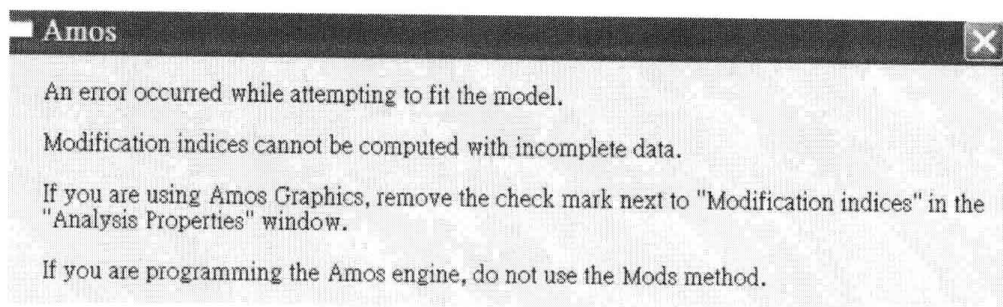 Amos
An error occurred while attempting to fit the model.
Modification indices cannot be computed with incomplete data.
If you are using Amos Graphics, remove the check mark next to "Modification indices" in the
"Analysis Properties" window.
If you are programming the Amos engine, do not use the Mods method.